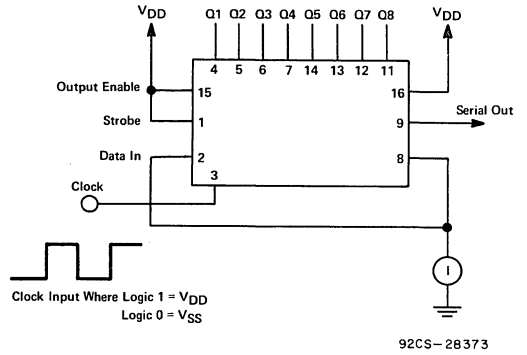 VDD Q1 Q2 Q3 Q4 Q5 Q6 Q7 Q8 VDD
4 5 6 7 14 13 12 11
Output Enable 15 16
Strobe 1 9 Serial Out
Data In 2 8
3
Clock
I
Clock Input Where Logic 1 = VDD
Logic 0 = VSS
92CS-28373